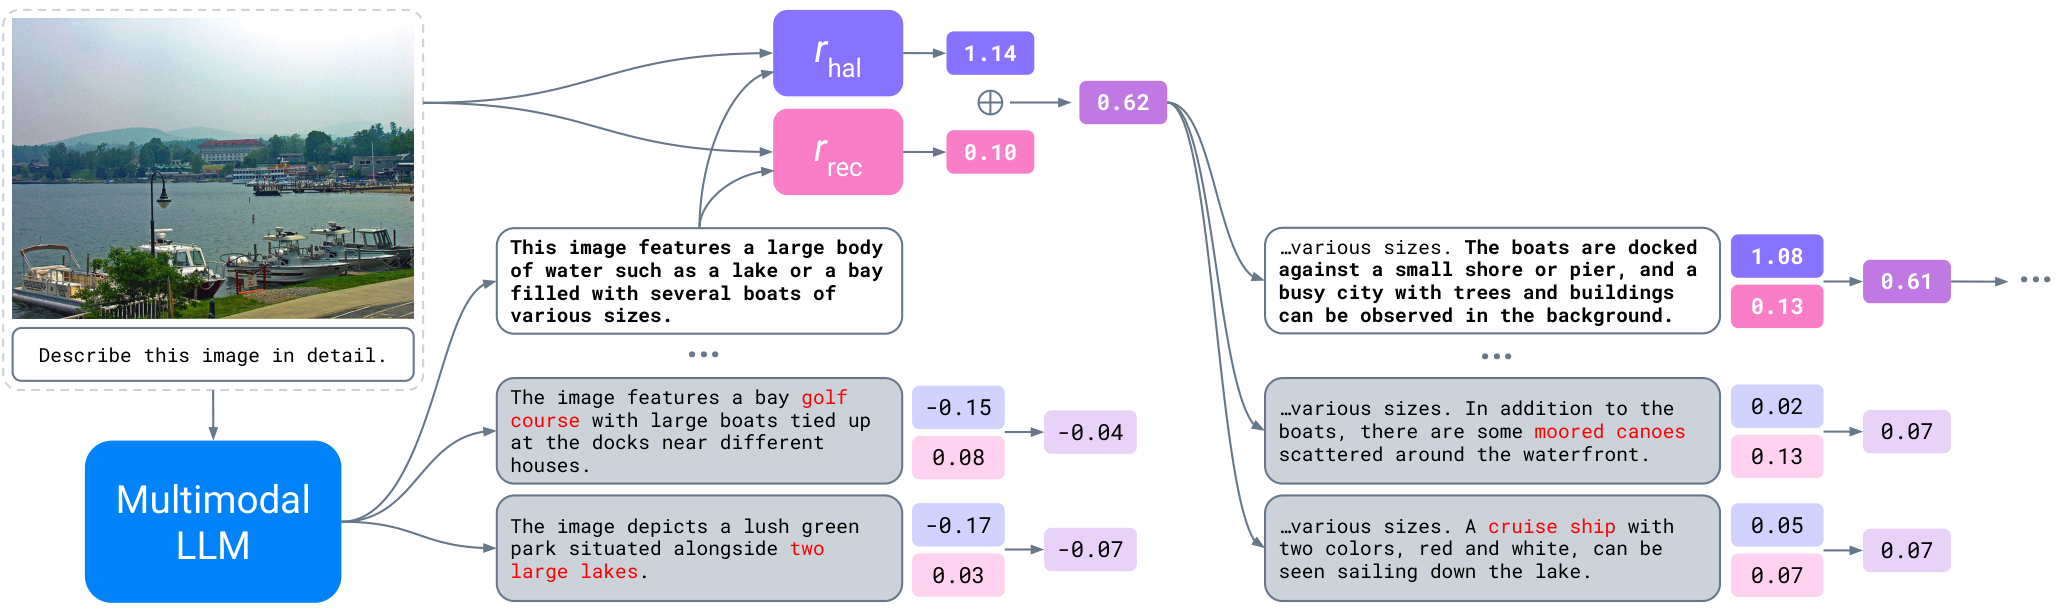 Describe this image in detail.
Multimodal
LLM
r hal
1.14
r rec
0.10
⊕
0.62
This image features a large body
of water such as a lake or a bay
filled with several boats of
various sizes.
...
The image features a bay golf
course with large boats tied up
at the docks near different
houses.
-0.15
0.08
-0.04
The image depicts a lush green
park situated alongside two
large lakes.
-0.17
0.03
-0.07
…various sizes. The boats are docked
against a small shore or pier, and a
busy city with trees and buildings
can be observed in the background.
1.08
0.13
0.61
...
...
…various sizes. In addition to the
boats, there are some moored canoes
scattered around the waterfront.
0.02
0.13
0.07
…various sizes. A cruise ship with
two colors, red and white, can be
seen sailing down the lake.
0.05
0.07
0.07